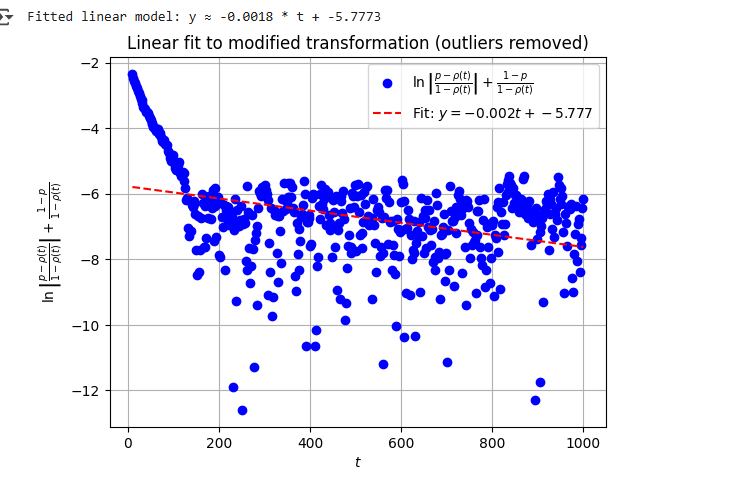 Fitted linear model: y ≈ -0.0018 * t + -5.7773
Linear fit to modified transformation (outliers removed)
ln |p−ρ(t)/1−ρ(t)| + 1−p/1−ρ(t)
Fit: y = −0.002t + −5.777
ln |p−ρ(t)/1−ρ(t)| + 1−p/1−ρ(t)
−2
−4
−6
−8
−10
−12
0 200 400 600 800 1000
t